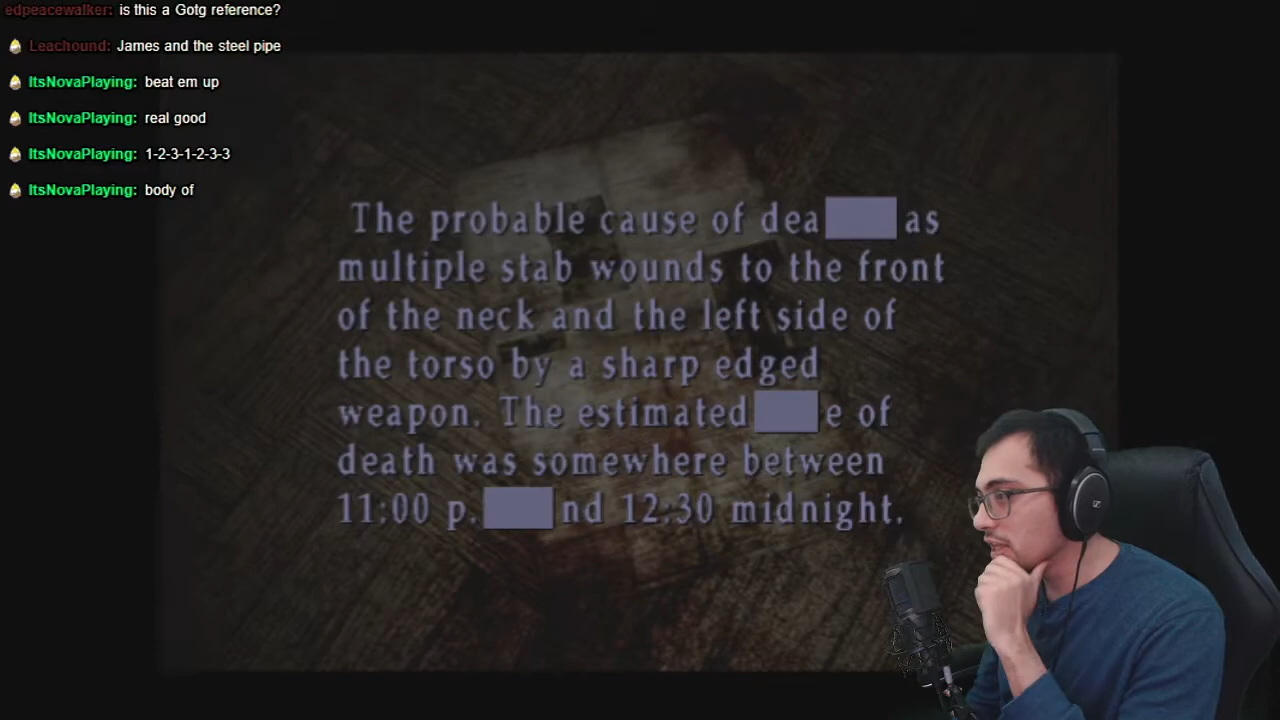 edpeacewalker: is this a Gotg reference?
Leachound: James and the steel pipe
ItsNovaPlaying: beat em up
ItsNovaPlaying: real good
ItsNovaPlaying: 1-2-3-1-2-3-3
ItsNovaPlaying: body of
The probable cause of dea as
multiple stab wounds to the front
of the neck and the left side of
the torso by a sharp edged
weapon. The estimated e of
death was somewhere between
11:00 p. nd 12:30 midnight.